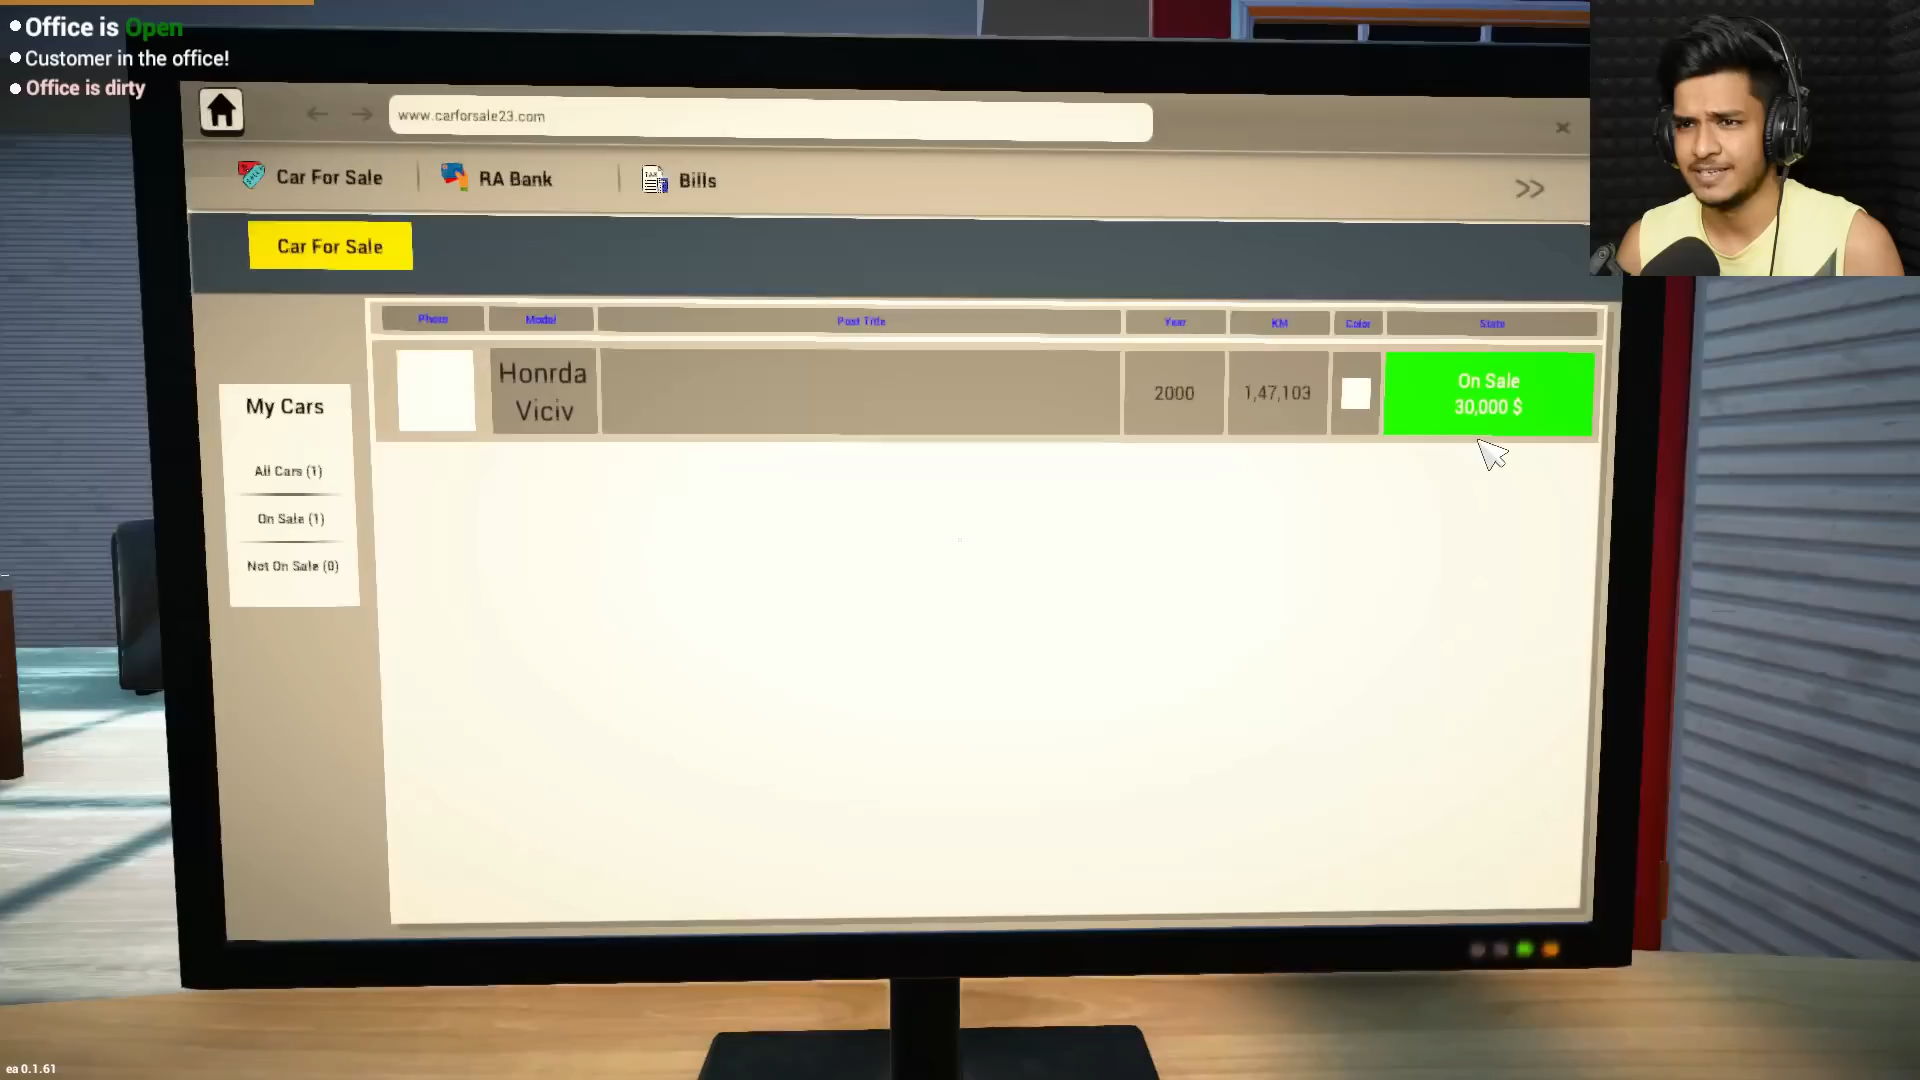 Office is Open
Customer in the office!
Office is dirty
www.carforsale23.com
Car For Sale
RA Bank
TAX
Bills
>>
Car For Sale
Photo
Model
Post Title
Year
KM
Color
State
Honrda
Viciv
2000
1,47,103
On Sale
30,000 $
My Cars
All Cars (1)
On Sale (1)
Not On Sale (0)
ea 0.1.61